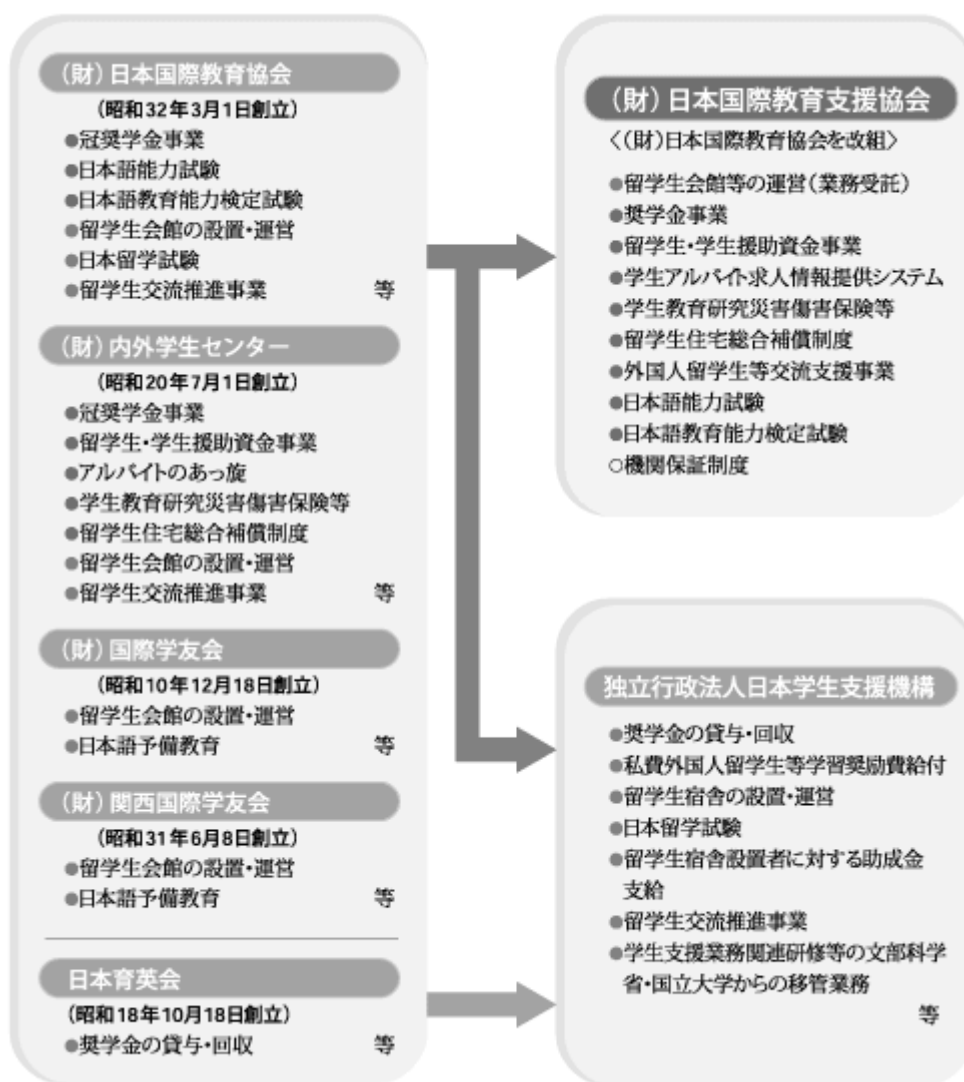 (財)日本国際教育協会
(昭和32年3月1日創立)
●冠奨学金事業
●日本語能力試験
●日本語教育能力検定試験
●留学生会館の設置・運営
●日本留学試験
●留学生交流推進事業 等
(財)内外学生センター
(昭和20年7月1日創立)
●冠奨学金事業
●留学生・学生援助資金事業
●アルバイトのあっ旋
●学生教育研究災害傷害保険等
●留学生住宅総合補償制度
●留学生会館の設置・運営
●留学生交流推進事業 等
(財)国際学友会
(昭和10年12月18日創立)
●留学生会館の設置・運営
●日本語予備教育 等
(財)関西国際学友会
(昭和31年6月8日創立)
●留学生会館の設置・運営
●日本語予備教育 等
日本育英会
(昭和18年10月18日創立)
●奨学金の貸与・回収 等
(財)日本国際教育支援協会
〈(財)日本国際教育協会を改組〉
●留学生会館等の運営(業務受託)
●奨学金事業
●留学生・学生援助資金事業
●学生アルバイト求人情報提供システム
●学生教育研究災害傷害保険等
●留学生住宅総合補償制度
●外国人留学生等交流支援事業
●日本語能力試験
●日本語教育能力検定試験
○機関保証制度
独立行政法人日本学生支援機構
●奨学金の貸与・回収
●私費外国人留学生等学習奨励費給付
●留学生宿舎の設置・運営
●日本留学試験
●留学生宿舎設置者に対する助成金
支給
●留学生交流推進事業
●学生支援業務関連研修等の文部科学
省・国立大学からの移管業務
等